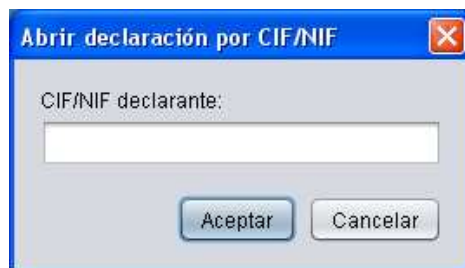 Abrir declaración por CIF/NIF
CIF/NIF declarante:
Aceptar
Cancelar